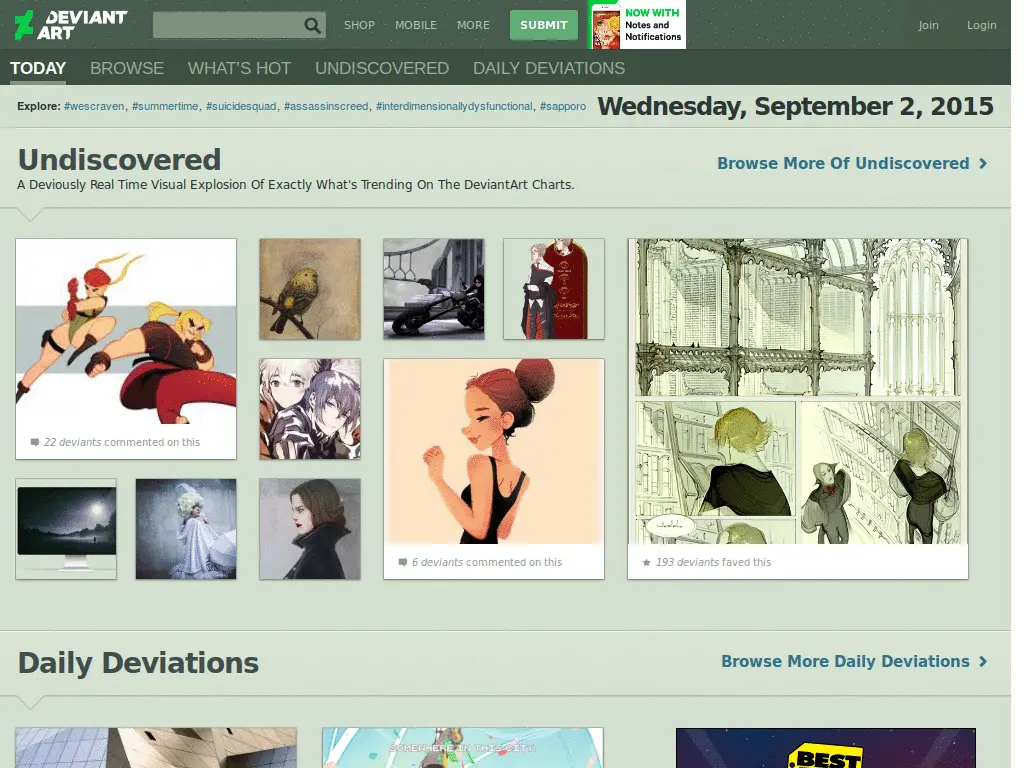 DEVIANT ART
SHOP MOBILE MORE SUBMIT
NOW WITH
Notes and
Notifications
Join Login
TODAY BROWSE WHAT'S HOT UNDISCOVERED DAILY DEVIATIONS
Explore: #wescraven, #summertime, #suicidesquad, #assassinscreed, #interdimensionallydysfunctional, #sapporo
Wednesday, September 2, 2015
Undiscovered
Browse More Of Undiscovered
A Deviously Real Time Visual Explosion Of Exactly What's Trending On The DeviantArt Charts.
22 deviants commented on this
6 deviants commented on this
193 deviants faved this
Daily Deviations
Browse More Daily Deviations
SOMEWHERE IN THIS CITY,
BEST